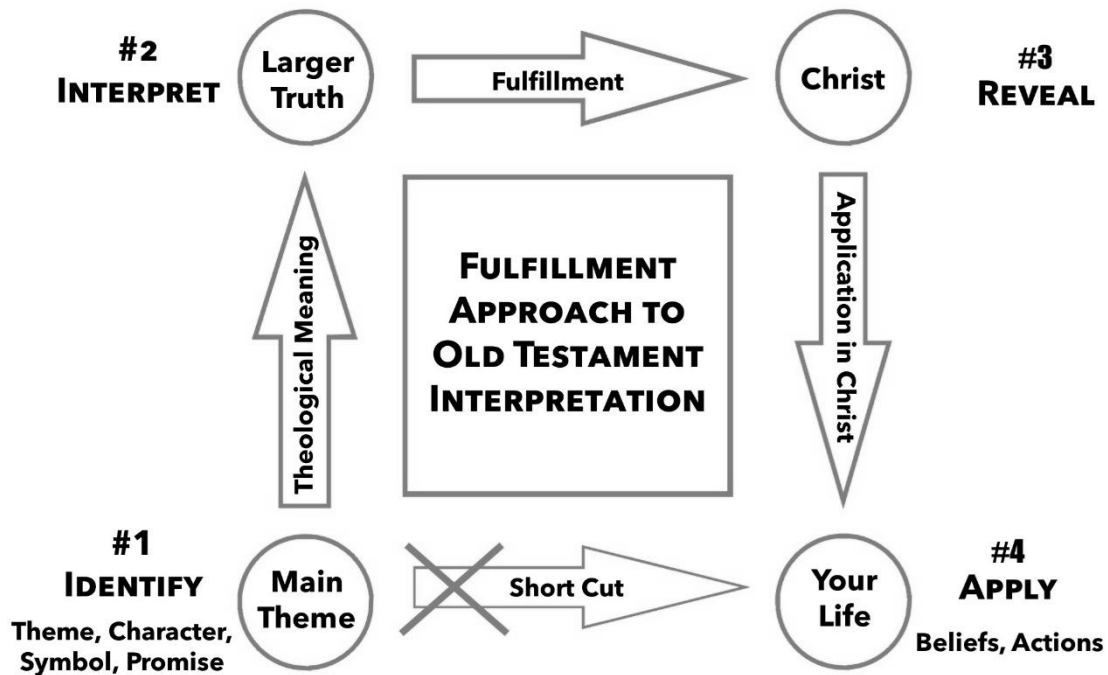 #2
INTERPRET
Larger
Truth
Fulfillment
Christ
#3
REVEAL
Theological Meaning
FULFILLMENT
APPROACH TO
OLD TESTAMENT
INTERPRETATION
Application in Christ
#1
IDENTIFY
Theme, Character,
Symbol, Promise
Main
Theme
Short Cut
Your
Life
#4
APPLY
Beliefs, Actions